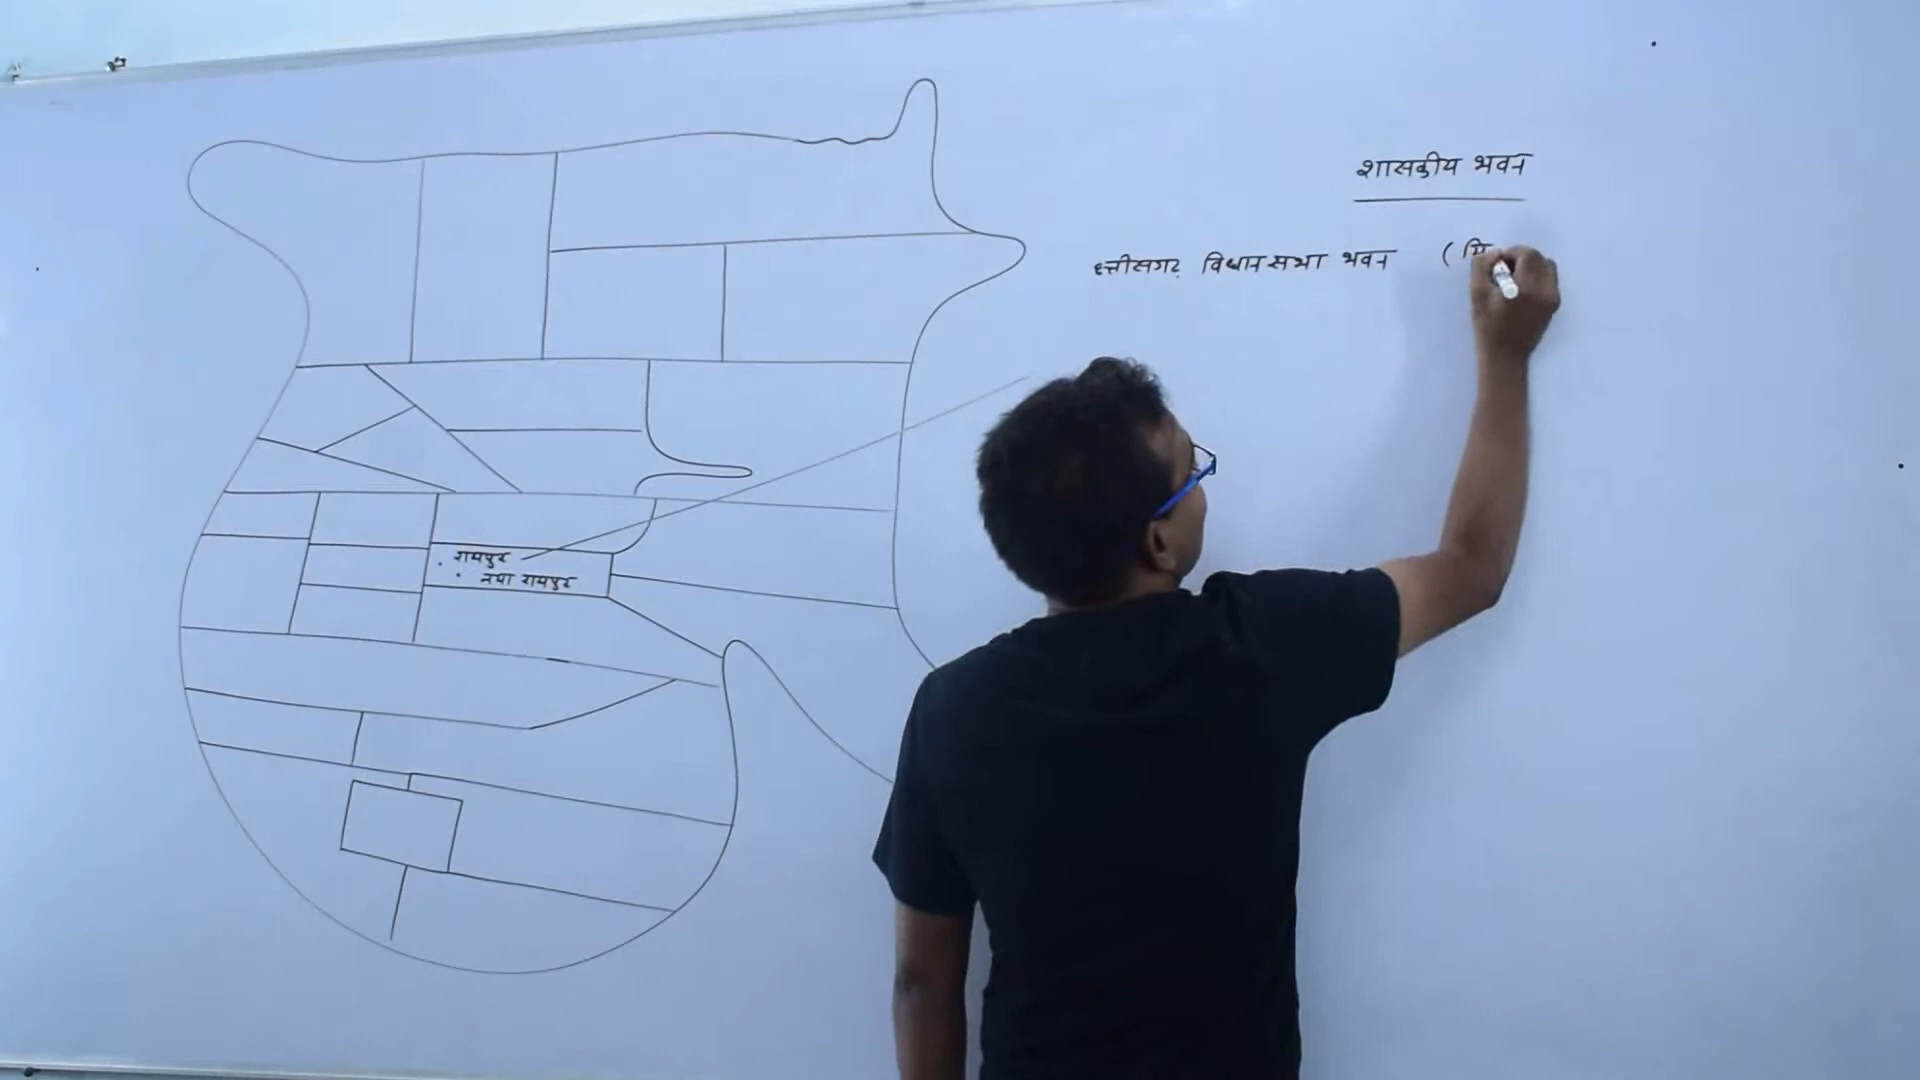 शासकीय भवन
छत्तीसगढ़ विधानसभा भवन (मि
रायपुर
नया रायपुर